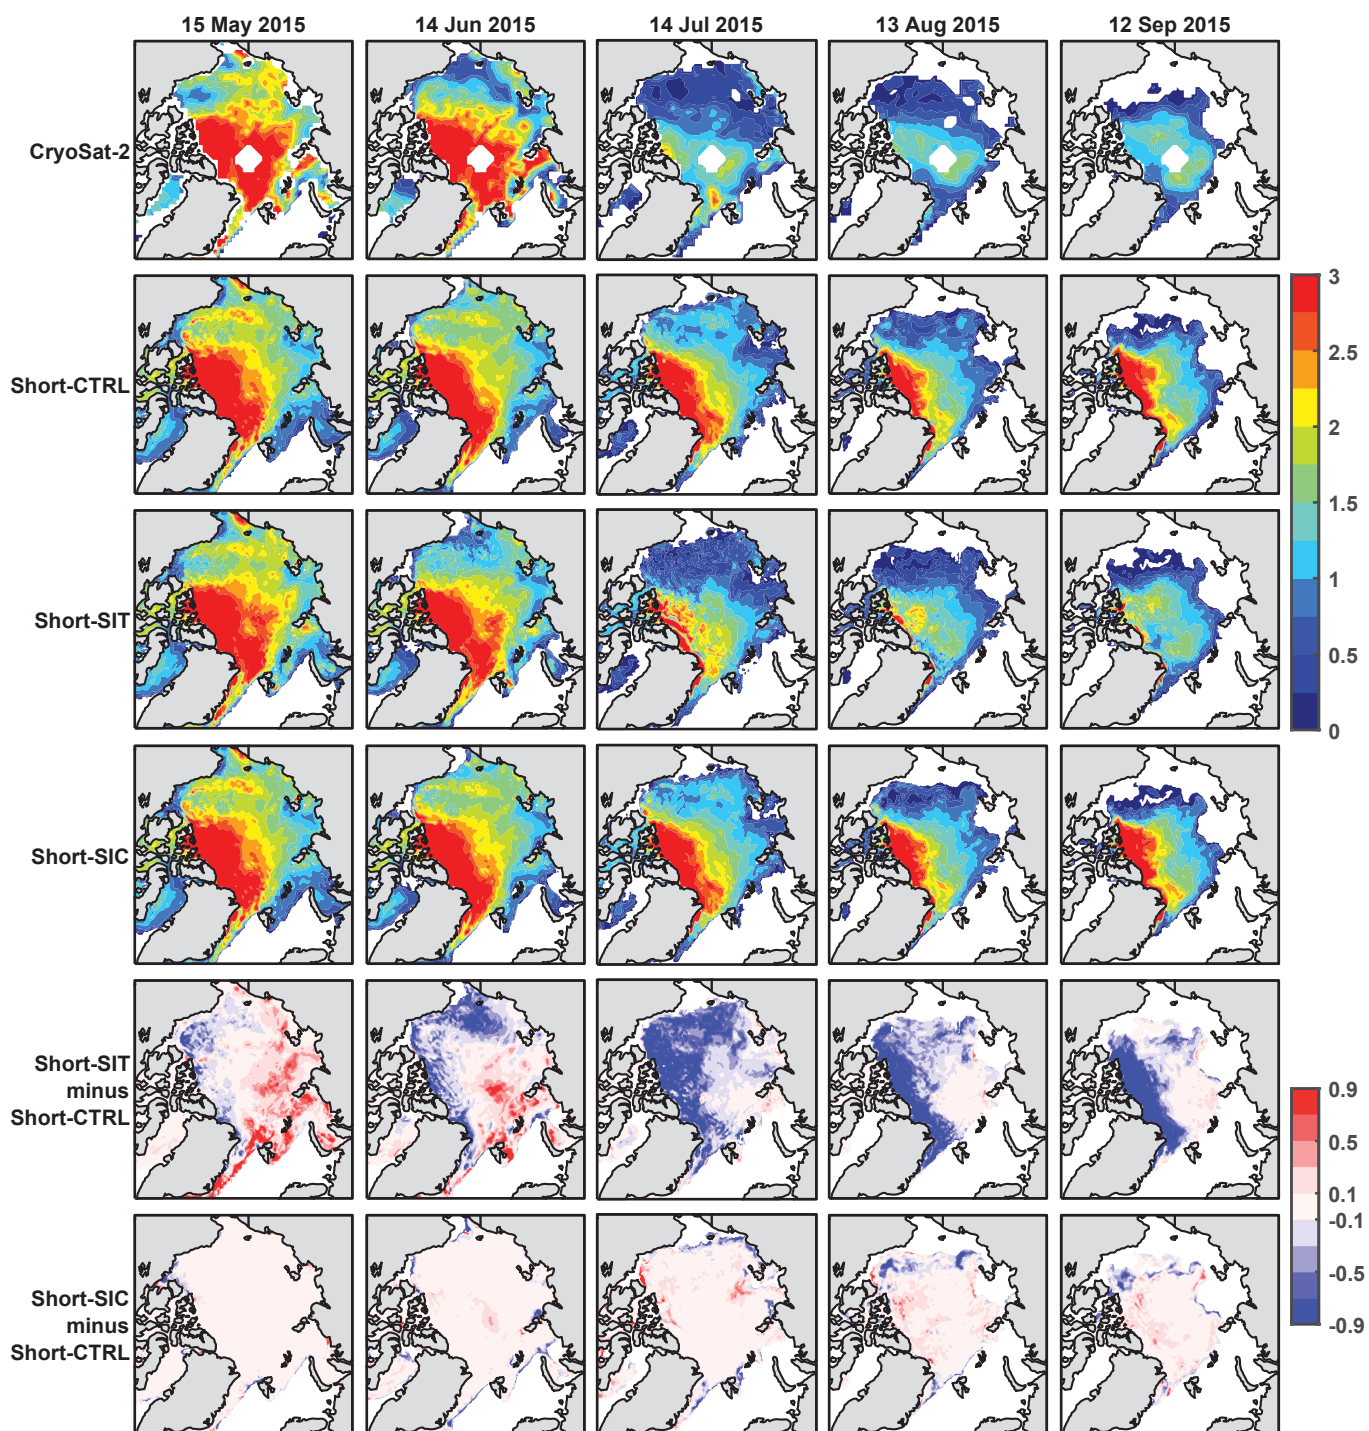 15 May 2015
14 Jun 2015
14 Jul 2015
13 Aug 2015
12 Sep 2015
CryoSat-2
Short-CTRL
3
2.5
2
1.5
1
0.5
0
Short-SIT
Short-SIC
Short-SIT
minus
Short-CTRL
0.9
0.5
0.1
-0.1
-0.5
-0.9
Short-SIC
minus
Short-CTRL